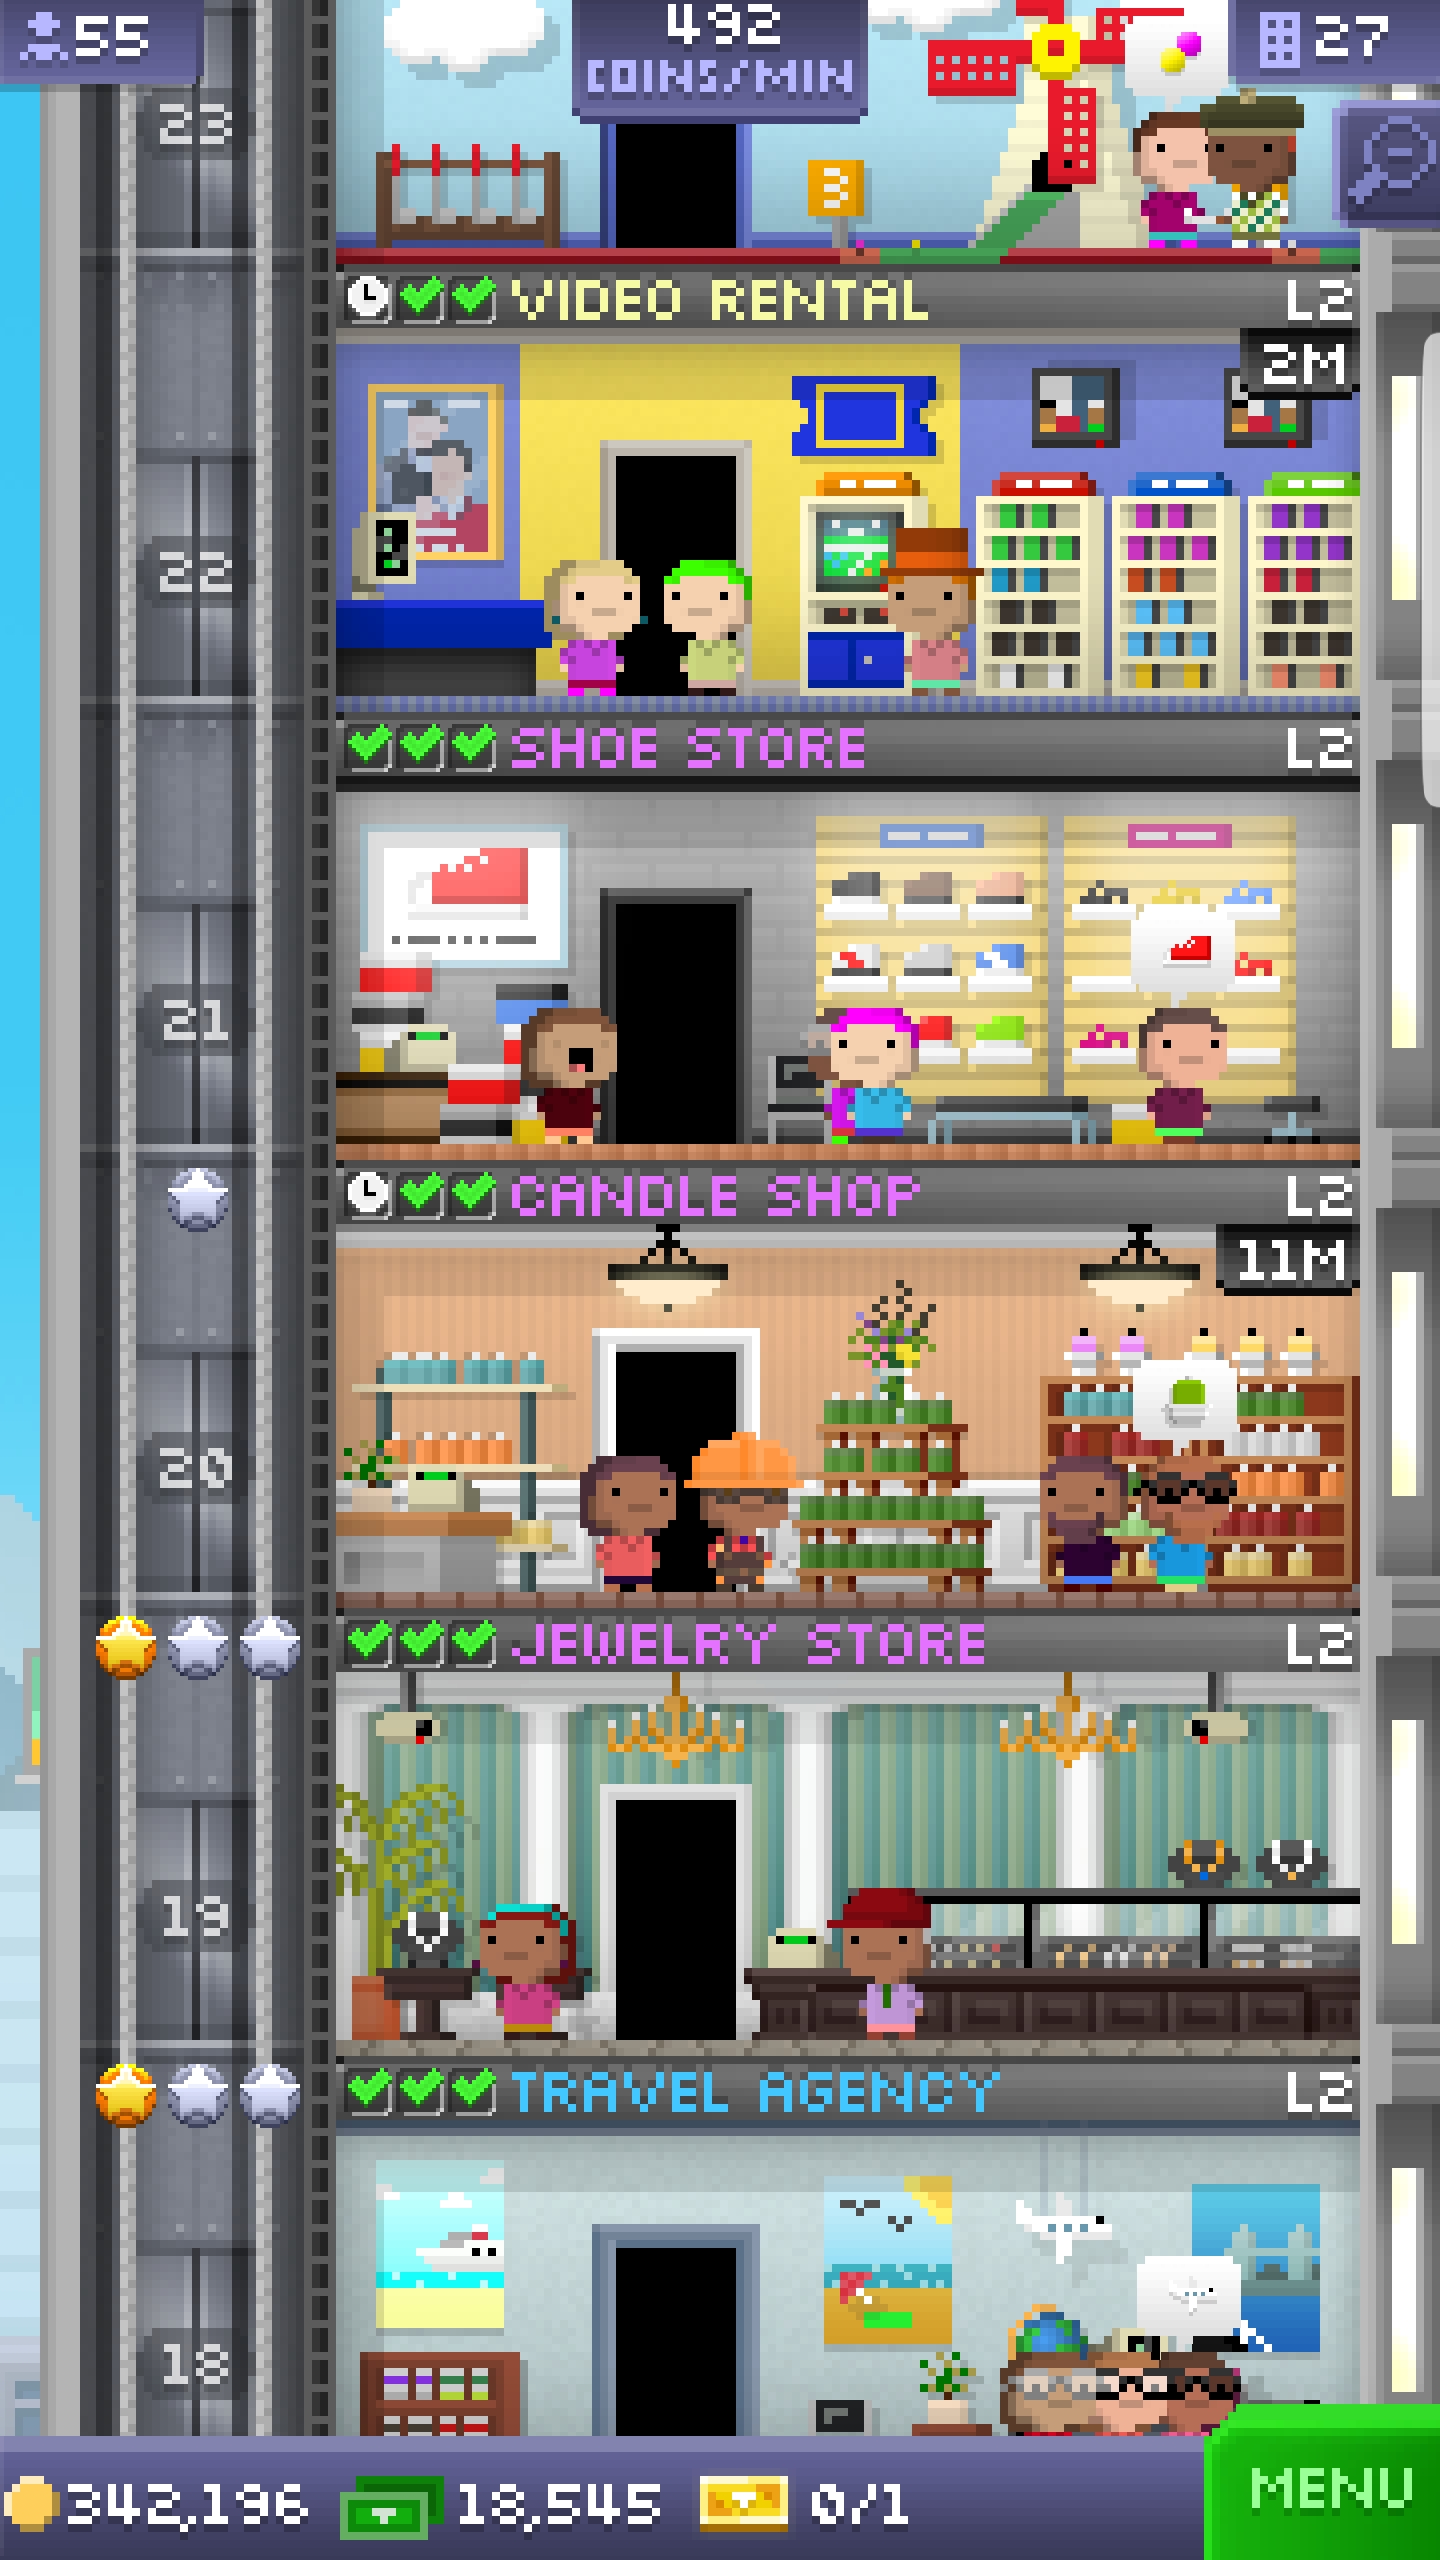 55
492
COINS/MIN
27
23
3
VIDEO RENTAL
L2
2M
22
SHOE STORE
L2
21
CANDLE SHOP
L2
11M
20
JEWELRY STORE
L2
19
TRAVEL AGENCY
L2
18
342,196
18,545
0/1
MENU